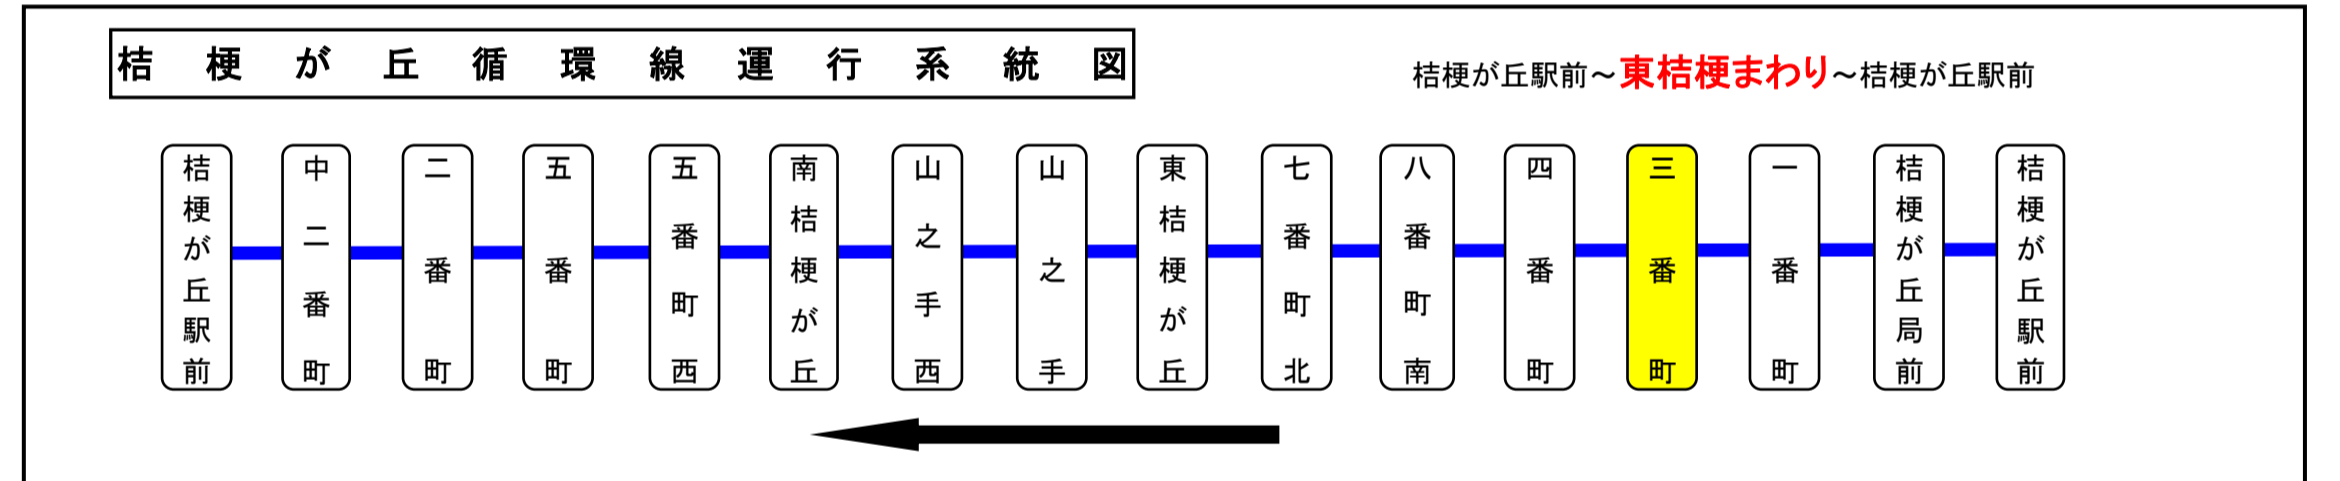 桔梗が丘循環線運行系統図
桔梗が丘駅前～東桔梗まわり～桔梗が丘駅前
桔梗が丘駅前
中二番町
二番町
五番町
五番町西
南桔梗が丘
山之手西
山之手
東桔梗が丘
七番町北
八番町南
四番町
三番町
一番町
桔梗が丘局前
桔梗が丘駅前